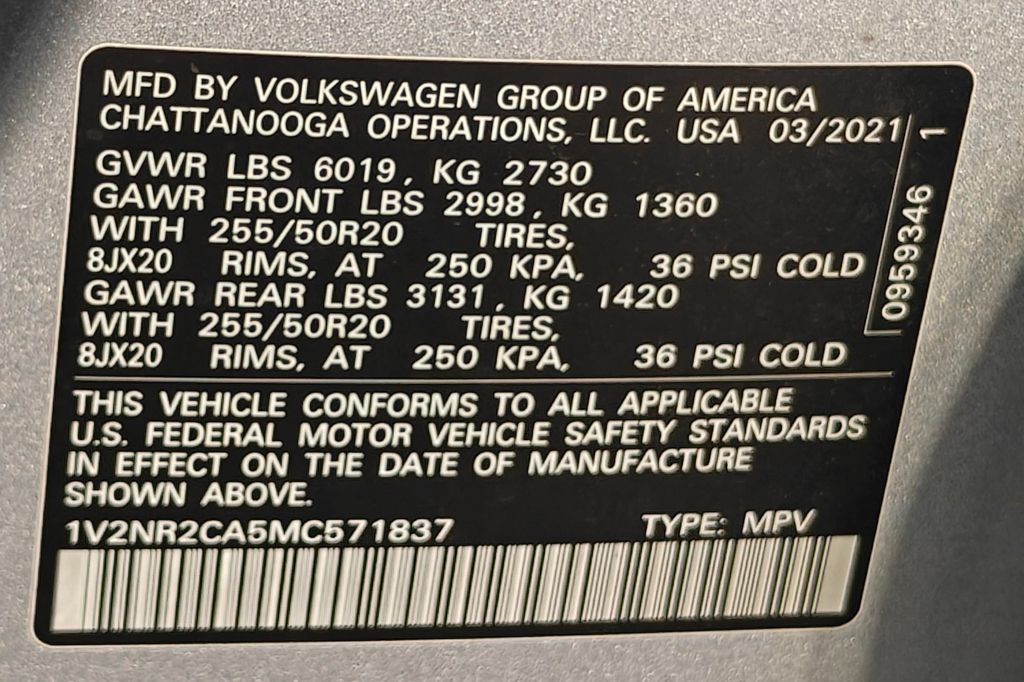 MFD BY VOLKSWAGEN GROUP OF AMERICA
CHATTANOOGA OPERATIONS, LLC. USA 03/2021
GVWR LBS 6019, KG 2730
GAWR FRONT LBS 2998, KG 1360
WITH 255/50R20 TIRES,
8JX20 RIMS, AT 250 KPA, 36 PSI COLD
GAWR REAR LBS 3131, KG 1420
WITH 255/50R20 TIRES,
8JX20 RIMS, AT 250 KPA, 36 PSI COLD
0959346 1
THIS VEHICLE CONFORMS TO ALL APPLICABLE
U.S. FEDERAL MOTOR VEHICLE SAFETY STANDARDS
IN EFFECT ON THE DATE OF MANUFACTURE
SHOWN ABOVE.
1V2NR2CA5MC571837 TYPE: MPV